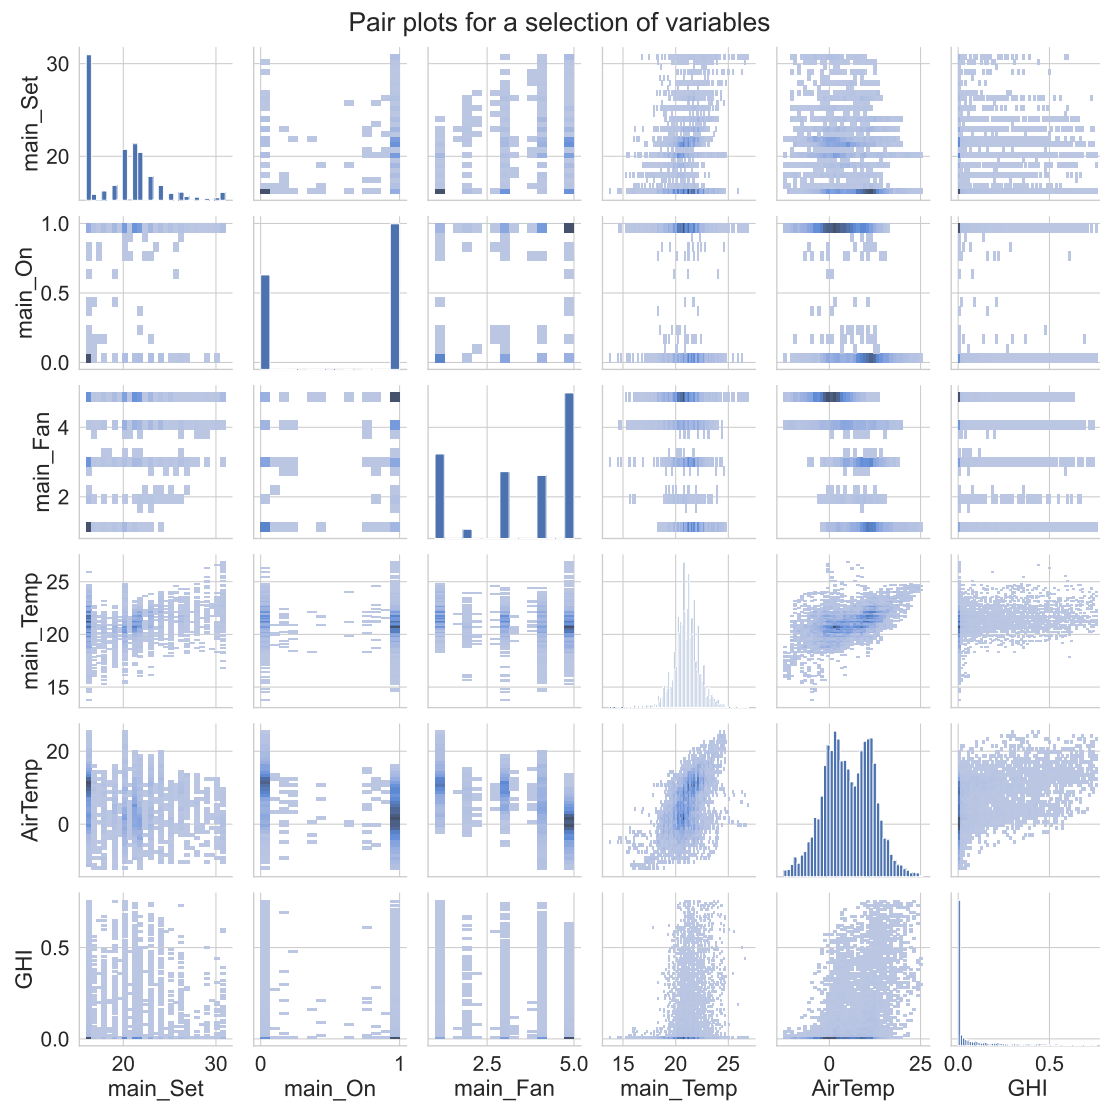 Pair plots for a selection of variables
main_Set
30
20
main_On
1.0
0.5
0.0
main_Fan
4
2
main_Temp
25
20
15
AirTemp
20
0
GHI
0.5
0.0
20 30 0 1 2.5 5.0 15 20 25 0 25 0.0 0.5
main_Set main_On main_Fan main_Temp AirTemp GHI